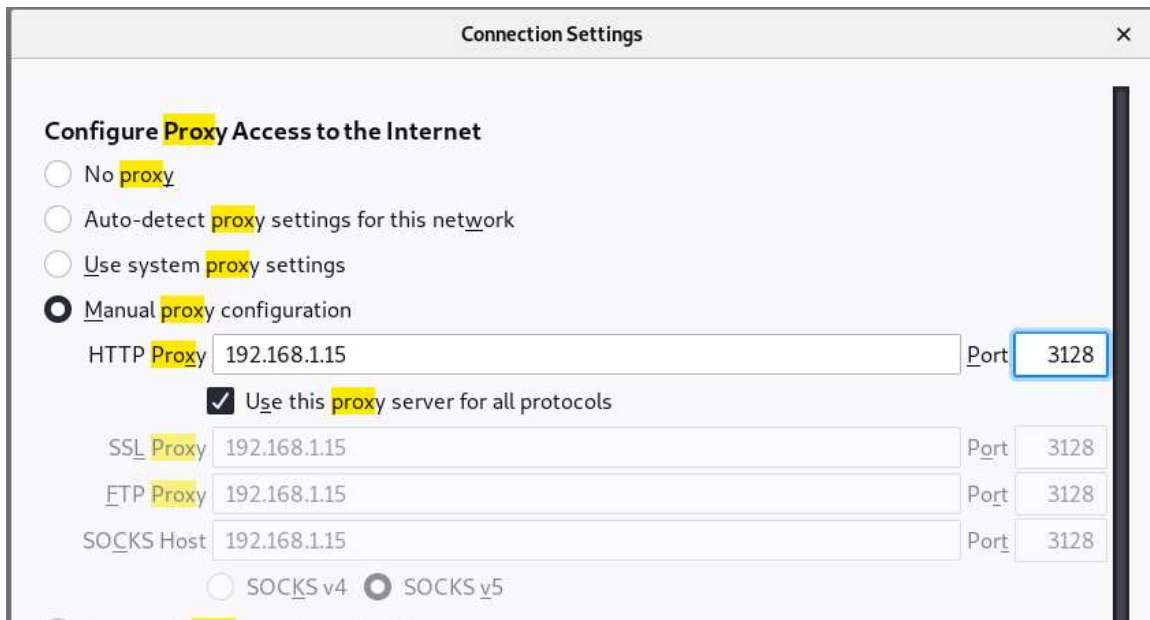 Connection Settings
Configure Proxy Access to the Internet
No proxy
Auto-detect proxy settings for this network
Use system proxy settings
Manual proxy configuration
HTTP Proxy 192.168.1.15 Port 3128
Use this proxy server for all protocols
SSL Proxy 192.168.1.15 Port 3128
FTP Proxy 192.168.1.15 Port 3128
SOCKS Host 192.168.1.15 Port 3128
SOCKS v4 SOCKS v5